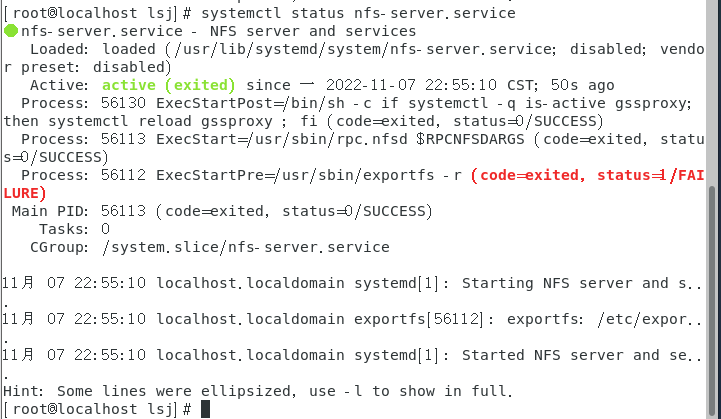 [root@localhost lsj]# systemctl status nfs-server.service
●nfs-server.service - NFS server and services
Loaded: loaded (/usr/lib/systemd/system/nfs-server.service; disabled; vendo
r preset: disabled)
Active: active (exited) since 一 2022-11-07 22:55:10 CST; 50s ago
Process: 56130 ExecStartPost=/bin/sh -c if systemctl -q is-active gssproxy;
then systemctl reload gssproxy ; fi (code=exited, status=0/SUCCESS)
Process: 56113 ExecStart=/usr/sbin/rpc.nfsd $RPCNFSDARGS (code=exited, statu
s=0/SUCCESS)
Process: 56112 ExecStartPre=/usr/sbin/exportfs -r (code=exited, status=1/FAI
LURE)
Main PID: 56113 (code=exited, status=0/SUCCESS)
Tasks: 0
CGroup: /system.slice/nfs-server.service
11月 07 22:55:10 localhost.localdomain systemd[1]: Starting NFS server and s..
.
11月 07 22:55:10 localhost.localdomain exportfs[56112]: exportfs: /etc/expor..
.
11月 07 22:55:10 localhost.localdomain systemd[1]: Started NFS server and se..
.
Hint: Some lines were ellipsized, use -l to show in full.
[root@localhost lsj]#